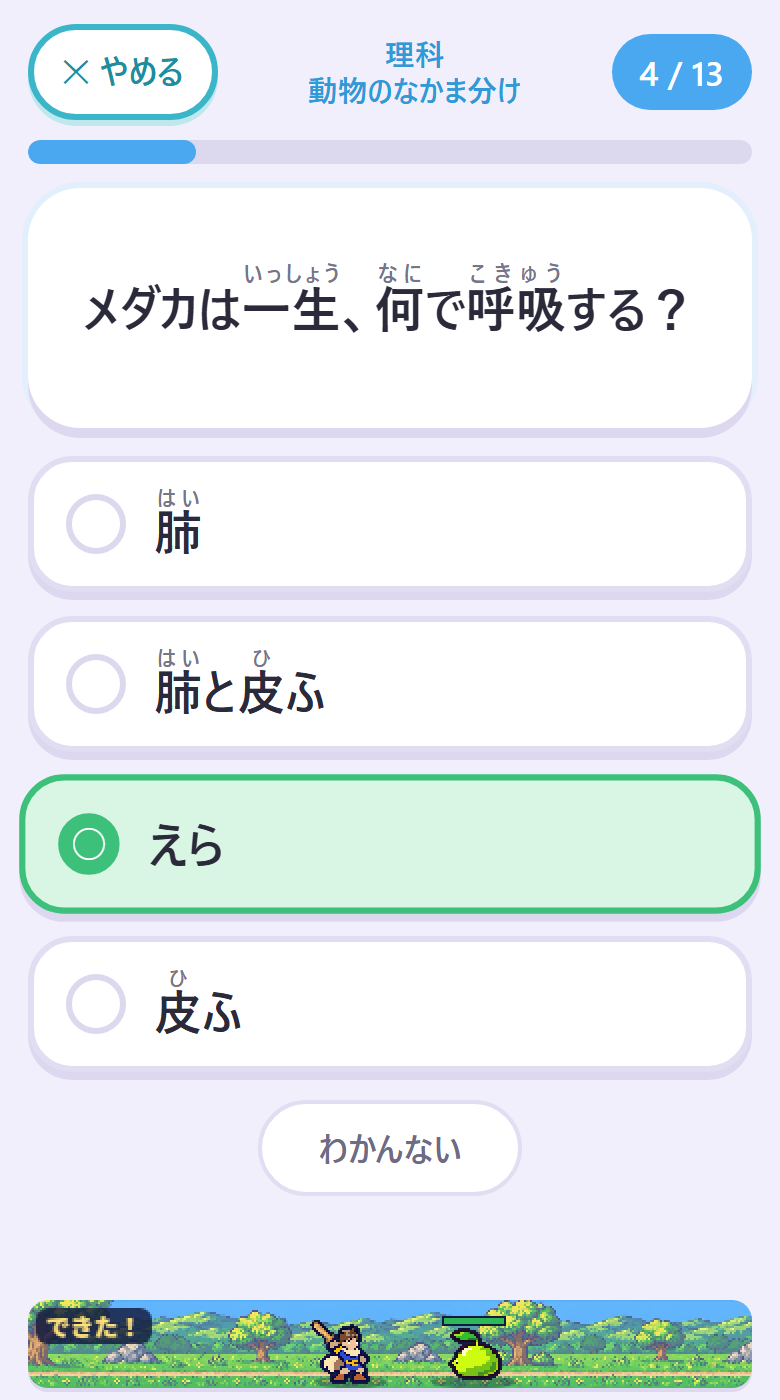 × やめる
理科
動物のなかま分け
4 / 13
いっしょう なに こきゅう
メダカは一生、何で呼吸する？
はい
肺
はい ひ
肺と皮ふ
えら
ひ
皮ふ
わかんない
できた！